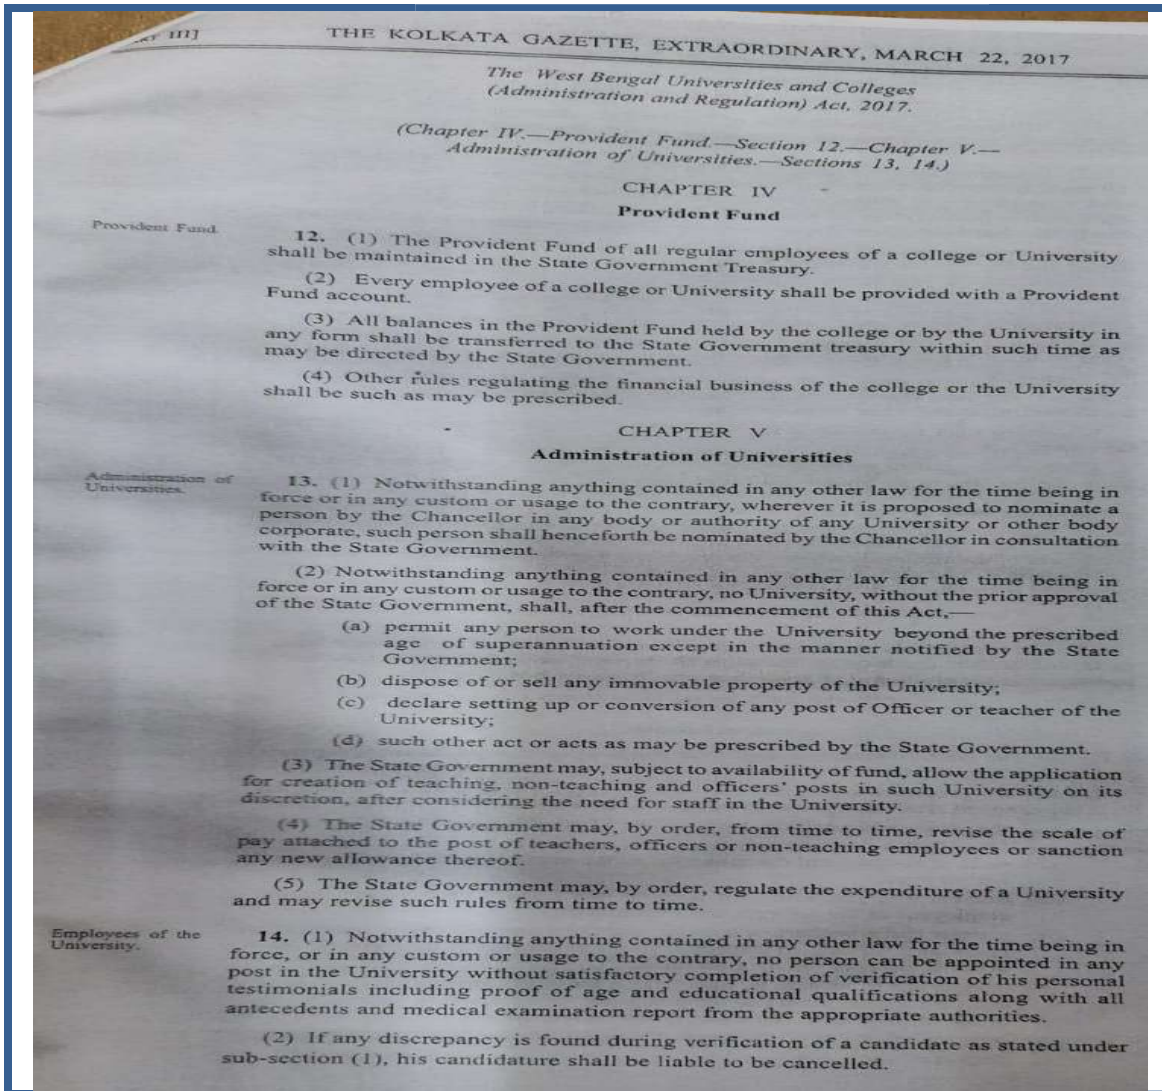 III]
THE KOLKATA GAZETTE, EXTRAORDINARY, MARCH 22, 2017
The West Bengal Universities and Colleges
(Administration and Regulation) Act, 2017.
(Chapter IV.—Provident Fund.—Section 12.—Chapter V.—
Administration of Universities.—Sections 13, 14.)
CHAPTER IV
Provident Fund
Provident Fund.
12. (1) The Provident Fund of all regular employees of a college or University
shall be maintained in the State Government Treasury.
(2) Every employee of a college or University shall be provided with a Provident
Fund account.
(3) All balances in the Provident Fund held by the college or by the University in
any form shall be transferred to the State Government treasury within such time as
may be directed by the State Government.
(4) Other rules regulating the financial business of the college or the University
shall be such as may be prescribed.
CHAPTER V
Administration of Universities
Administration of
Universities.
13. (1) Notwithstanding anything contained in any other law for the time being in
force or in any custom or usage to the contrary, wherever it is proposed to nominate a
person by the Chancellor in any body or authority of any University or other body
corporate, such person shall henceforth be nominated by the Chancellor in consultation
with the State Government.
(2) Notwithstanding anything contained in any other law for the time being in
force or in any custom or usage to the contrary, no University, without the prior approval
of the State Government, shall, after the commencement of this Act,—
(a) permit any person to work under the University beyond the prescribed
age of superannuation except in the manner notified by the State
Government;
(b) dispose of or sell any immovable property of the University;
(c) declare setting up or conversion of any post of Officer or teacher of the
University;
(d) such other act or acts as may be prescribed by the State Government.
(3) The State Government may, subject to availability of fund, allow the application
for creation of teaching, non-teaching and officers' posts in such University on its
discretion, after considering the need for staff in the University.
(4) The State Government may, by order, from time to time, revise the scale of
pay attached to the post of teachers, officers or non-teaching employees or sanction
any new allowance thereof.
(5) The State Government may, by order, regulate the expenditure of a University
and may revise such rules from time to time.
Employees of the
University.
14. (1) Notwithstanding anything contained in any other law for the time being in
force, or in any custom or usage to the contrary, no person can be appointed in any
post in the University without satisfactory completion of verification of his personal
testimonials including proof of age and educational qualifications along with all
antecedents and medical examination report from the appropriate authorities.
(2) If any discrepancy is found during verification of a candidate as stated under
sub-section (1), his candidature shall be liable to be cancelled.